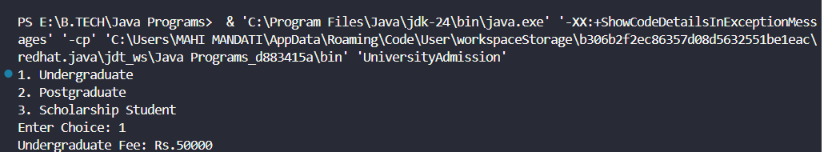 PS E:\B.TECH\Java Programs>  & 'C:\Program Files\Java\jdk-24\bin\java.exe' '-XX:+ShowCodeDetailsInExceptionMess
ages' '-cp' 'C:\Users\MAHI MANDATI\AppData\Roaming\Code\User\workspaceStorage\b306b2f2ec86357d08d5632551be1eac\
redhat.java\jdt_ws\Java Programs_d883415a\bin' 'UniversityAdmission'
1. Undergraduate
2. Postgraduate
3. Scholarship Student
Enter Choice: 1
Undergraduate Fee: Rs.50000